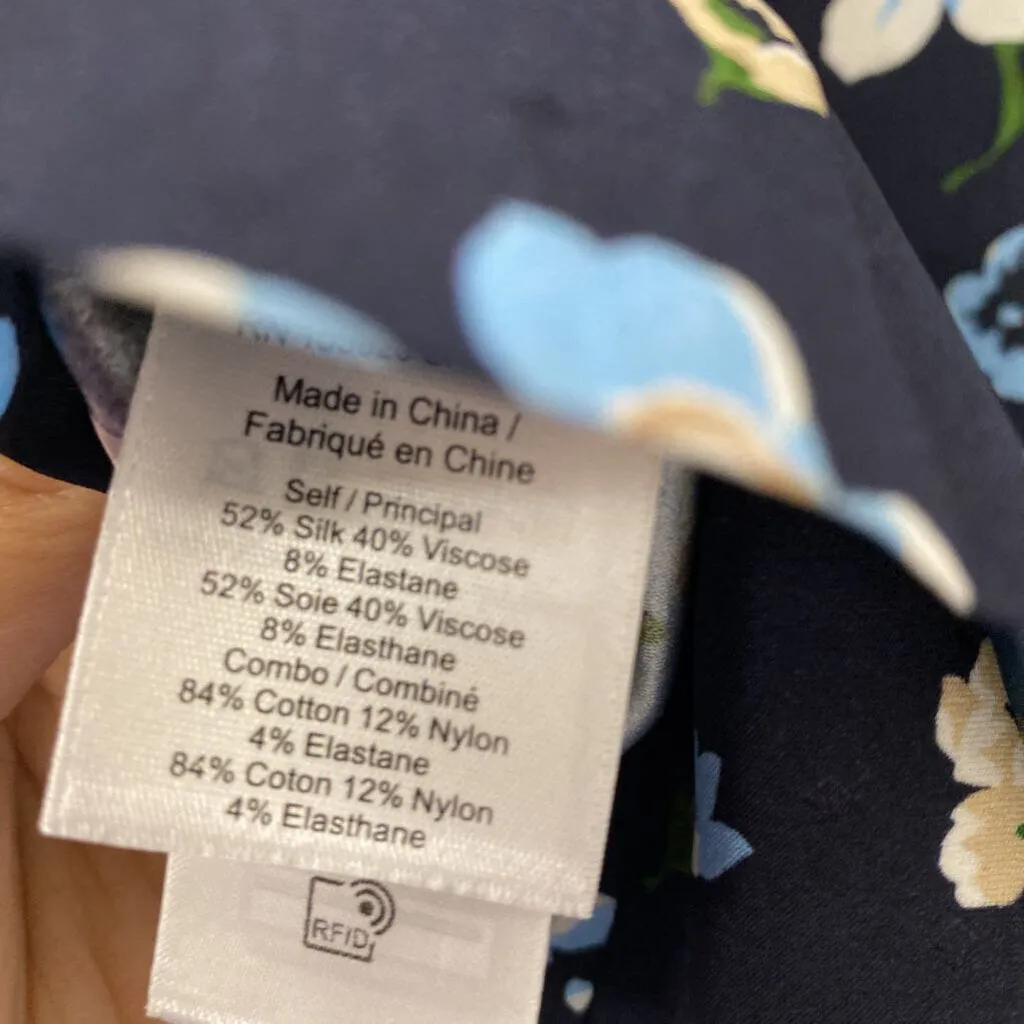 Made in China /
Fabriqué en Chine
Self / Principal
52% Silk 40% Viscose
8% Elastane
52% Soie 40% Viscose
8% Elasthane
Combo / Combiné
84% Cotton 12% Nylon
4% Elastane
84% Coton 12% Nylon
4% Elasthane
RFID